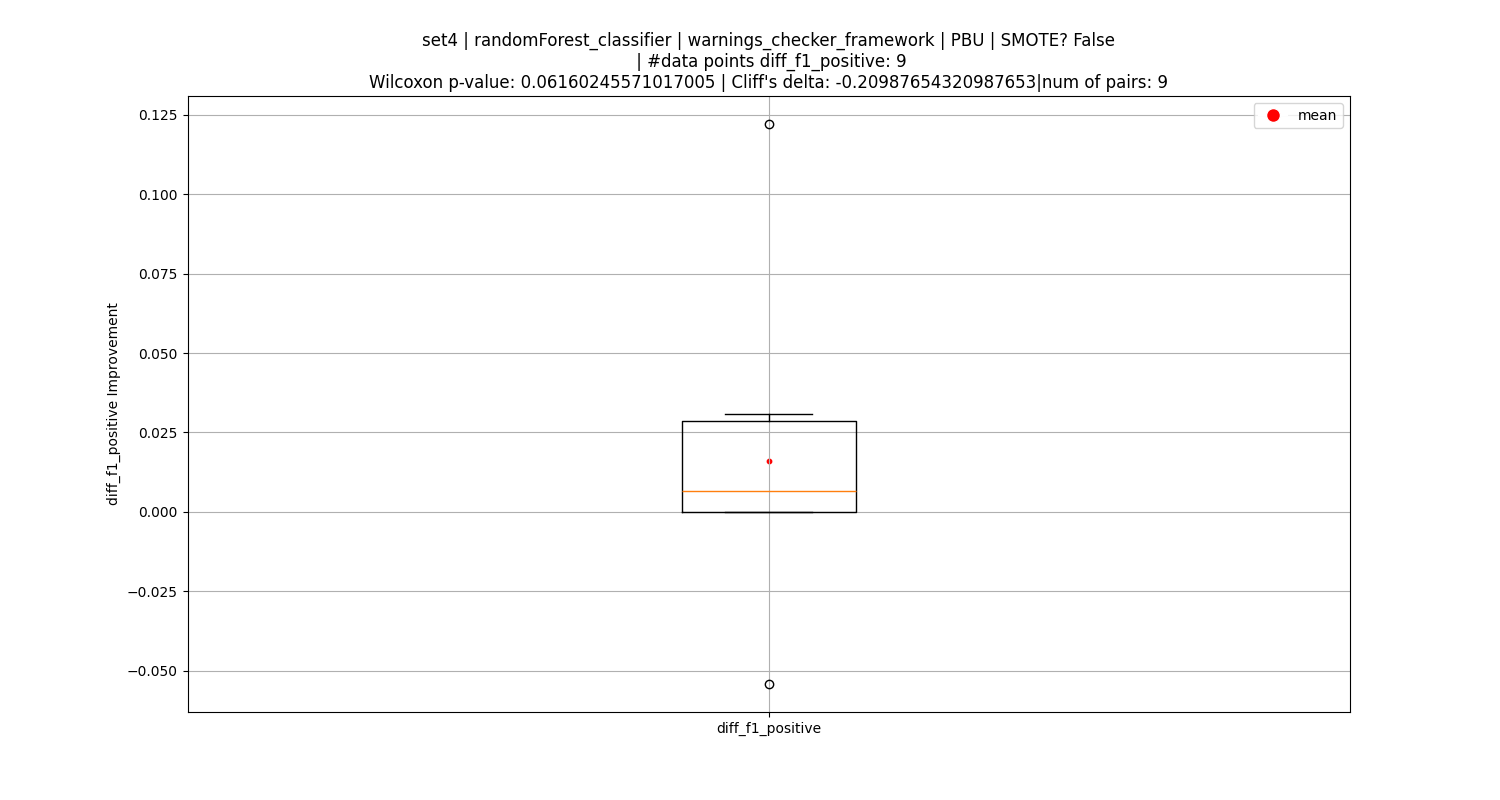 set4 | randomForest_classifier | warnings_checker_framework | PBU | SMOTE? False
| #data points diff_f1_positive: 9
Wilcoxon p-value: 0.06160245571017005 | Cliff's delta: -0.20987654320987653|num of pairs: 9
mean
0.125
0.100
0.075
0.050
0.025
0.000
−0.025
−0.050
diff_f1_positive Improvement
diff_f1_positive